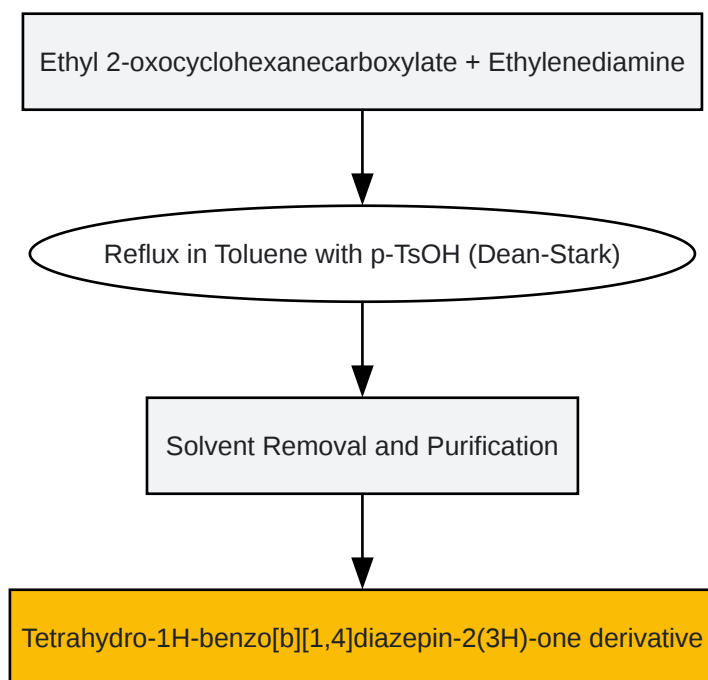 Ethyl 2-oxocyclohexanecarboxylate + Ethylenediamine
Reflux in Toluene with p-TsOH (Dean-Stark)
Solvent Removal and Purification
Tetrahydro-1H-benzo[b][1,4]diazepin-2(3H)-one derivative